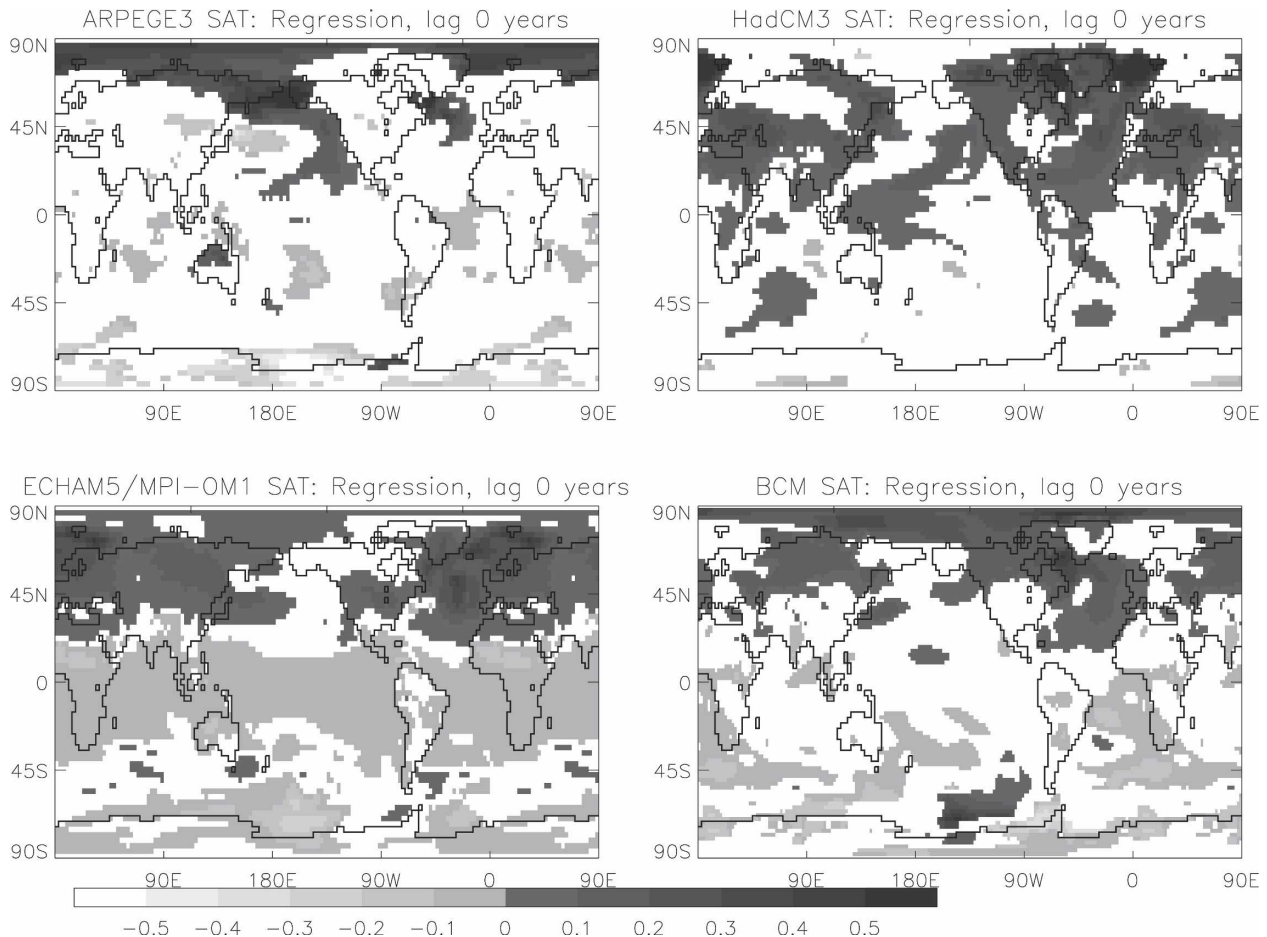 ARPEGE3 SAT: Regression, lag 0 years
90N
45N
0
45S
90S
90E 180E 90W 0 90E
HadCM3 SAT: Regression, lag 0 years
90N
45N
0
45S
90S
90E 180E 90W 0 90E
ECHAM5/MPI-OM1 SAT: Regression, lag 0 years
90N
45N
0
45S
90S
90E 180E 90W 0 90E
BCM SAT: Regression, lag 0 years
90N
45N
0
45S
90S
90E 180E 90W 0 90E
-0.5 -0.4 -0.3 -0.2 -0.1 0 0.1 0.2 0.3 0.4 0.5